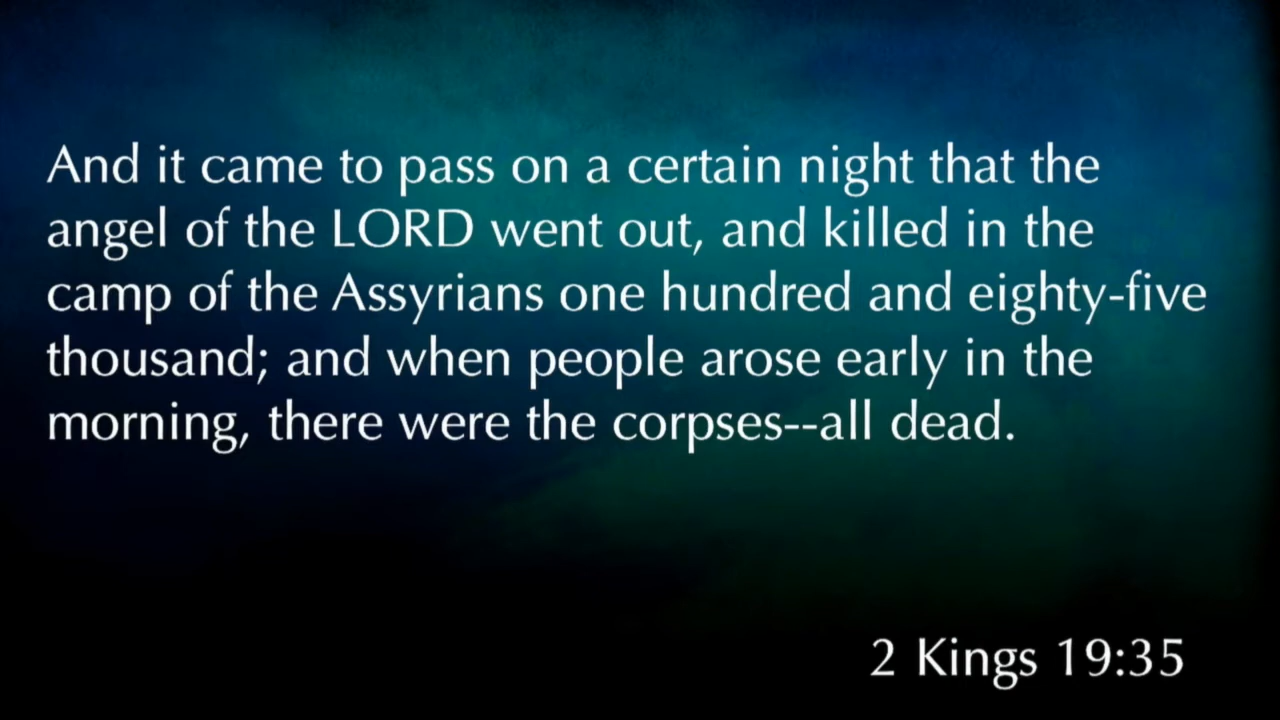 And it came to pass on a certain night that the
angel of the LORD went out, and killed in the
camp of the Assyrians one hundred and eighty-five
thousand; and when people arose early in the
morning, there were the corpses--all dead.
2 Kings 19:35